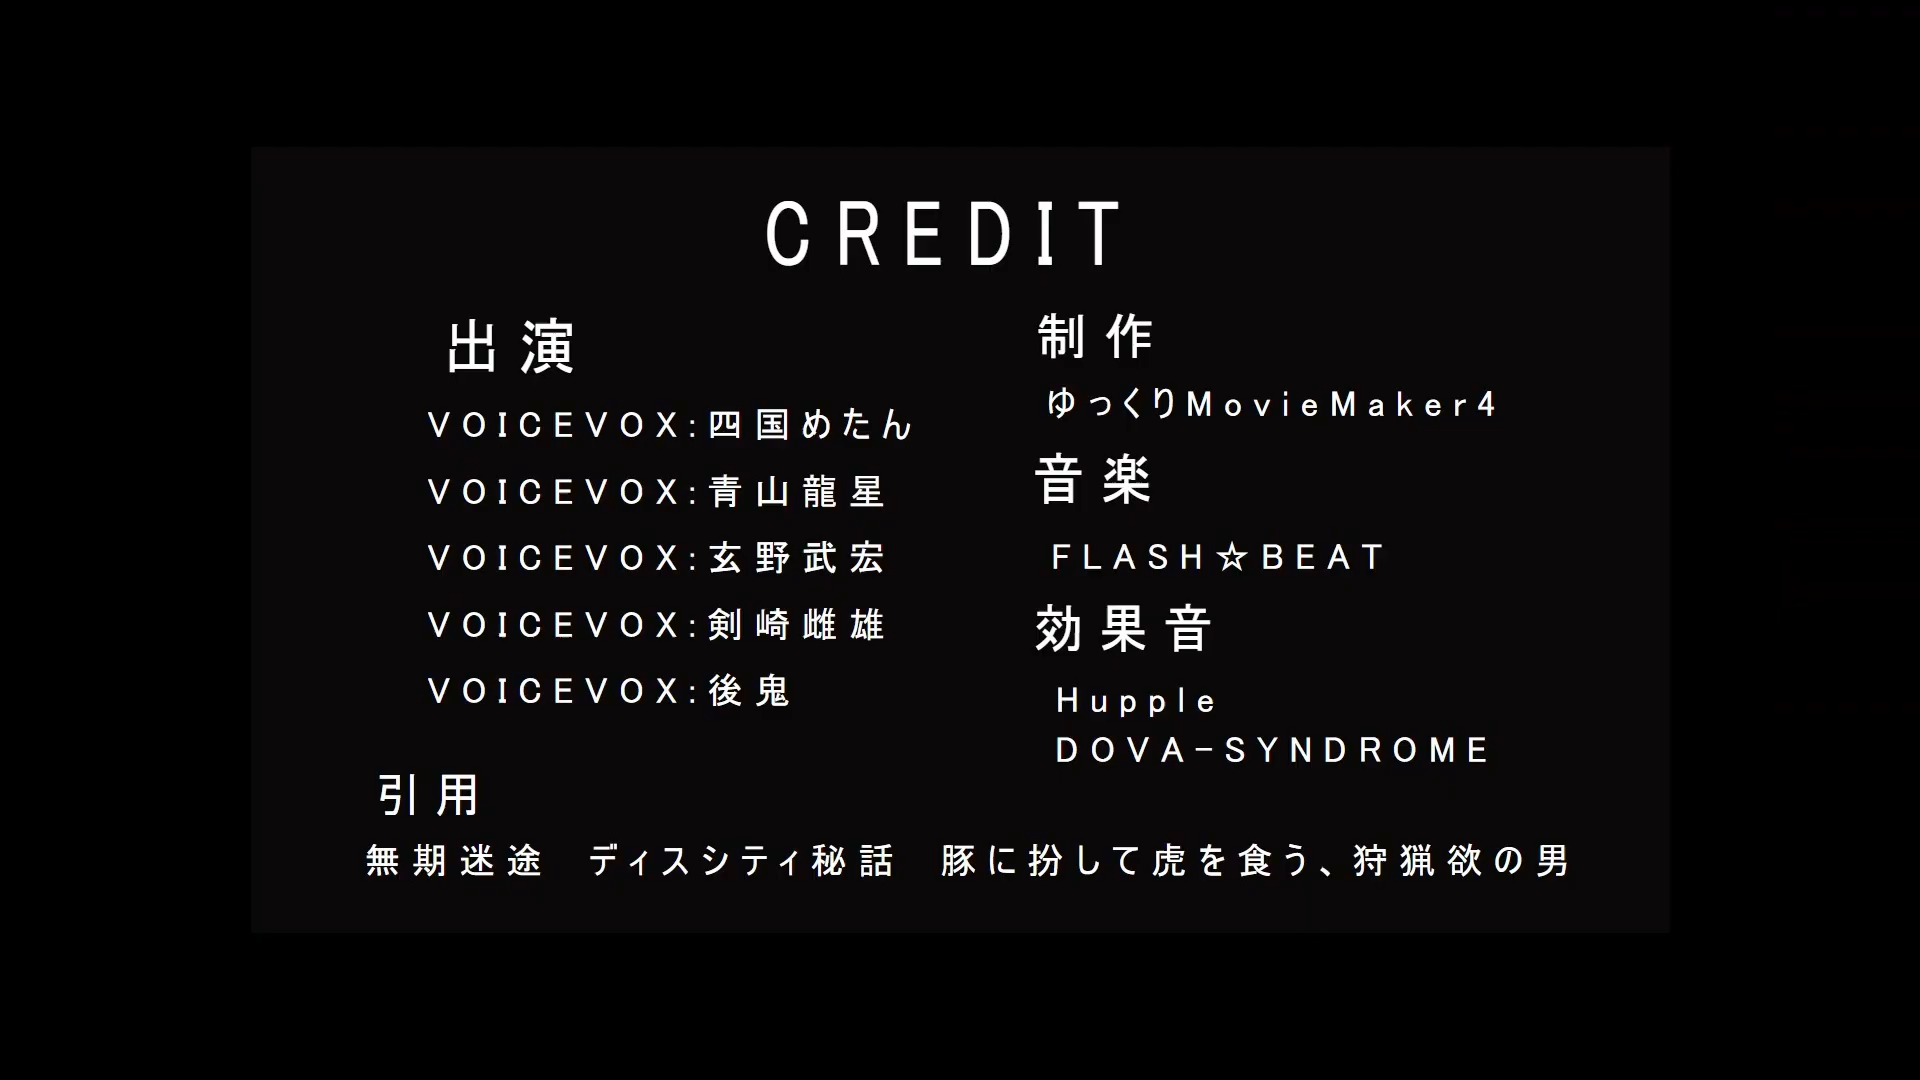 CREDIT
出演
VOICEVOX:四国めたん
VOICEVOX:青山龍星
VOICEVOX:玄野武宏
VOICEVOX:剣崎雌雄
VOICEVOX:後鬼
制作
ゆっくりMovieMaker4
音楽
FLASH☆BEAT
効果音
Hupple
DOVA-SYNDROME
引用
無期迷途　ディスシティ秘話　豚に扮して虎を食う、狩猟欲の男